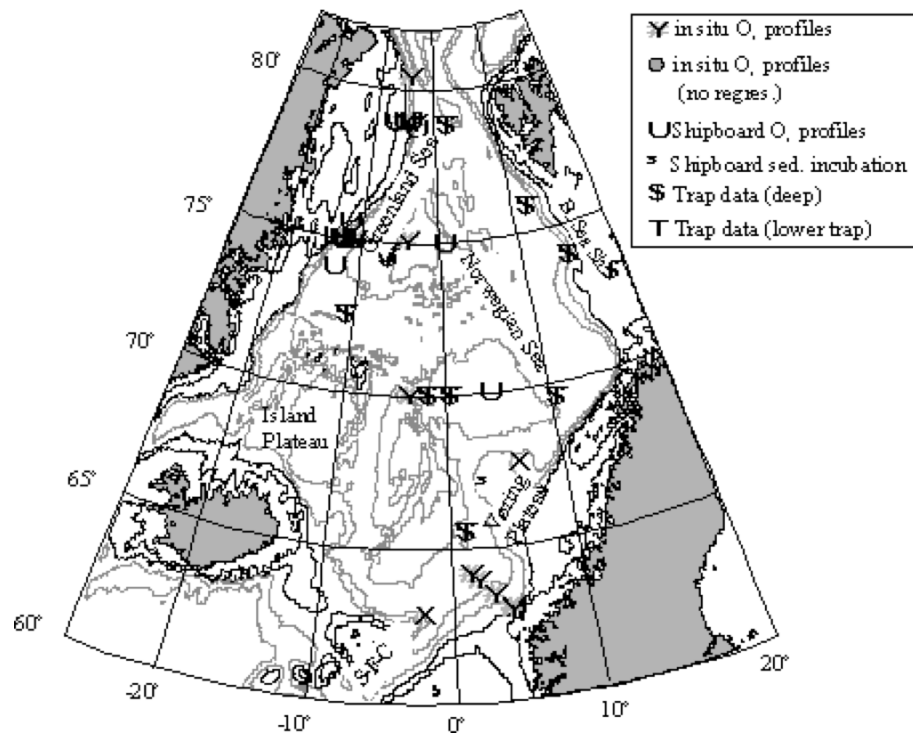 in situ O, profiles
in situ O, profiles
(no regres.)
Shipboard O, profiles
Shipboard sed. incubation
Trap data (deep)
Trap data (lower trap)
80°
75°
70°
65°
60°
-20°
-10°
0°
10°
20°
Greenland Sea
B Sea Sh
Norwegian Sea
Island
Plateau
Vøring
Plateau
S-F-C